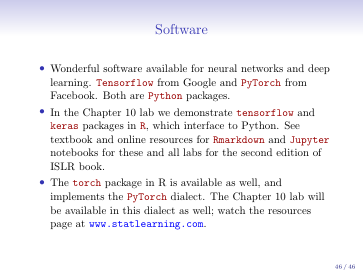 Software
• Wonderful software available for neural networks and deep
learning. Tensorflow from Google and PyTorch from
Facebook. Both are Python packages.
• In the Chapter 10 lab we demonstrate tensorflow and
keras packages in R, which interface to Python. See
textbook and online resources for Rmarkdown and Jupyter
notebooks for these and all labs for the second edition of
ISLR book.
• The torch package in R is available as well, and
implements the PyTorch dialect. The Chapter 10 lab will
be available in this dialect as well; watch the resources
page at www.statlearning.com.
46 / 46